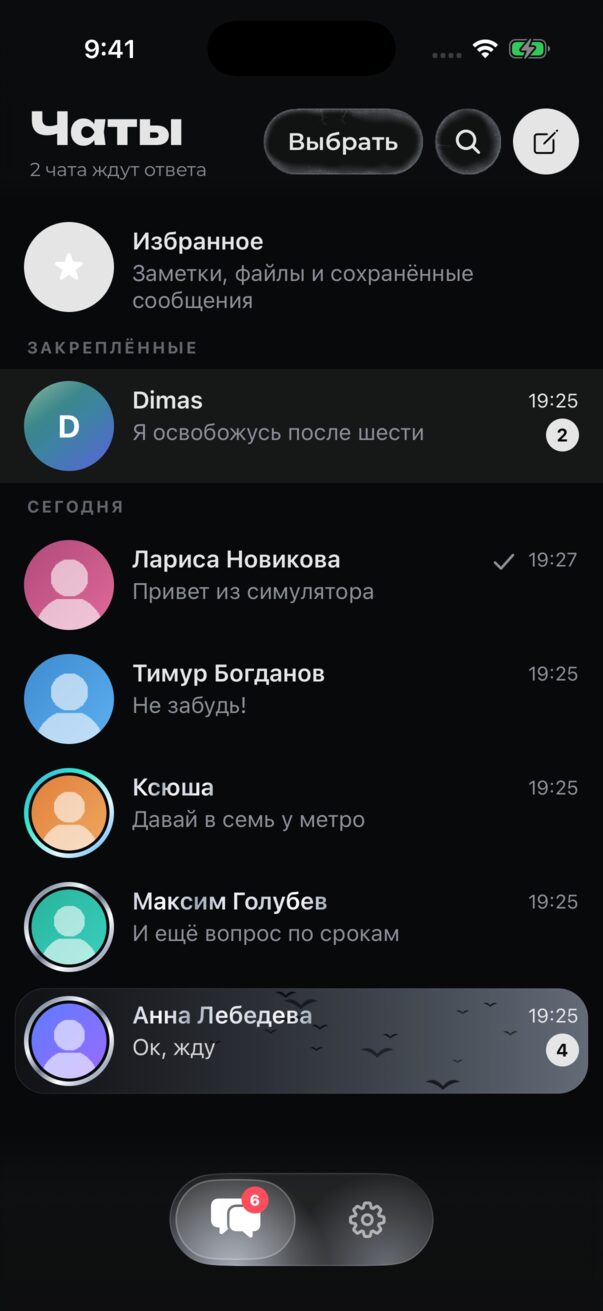 9:41
Чаты
2 чата ждут ответа
Выбрать
Избранное
Заметки, файлы и сохранённые
сообщения
ЗАКРЕПЛЁННЫЕ
D
Dimas
19:25
Я освобожусь после шести
2
СЕГОДНЯ
Лариса Новикова
19:27
Привет из симулятора
Тимур Богданов
19:25
Не забудь!
Ксюша
19:25
Давай в семь у метро
Максим Голубев
19:25
И ещё вопрос по срокам
Анна Лебедева
19:25
Ок, жду
4
6